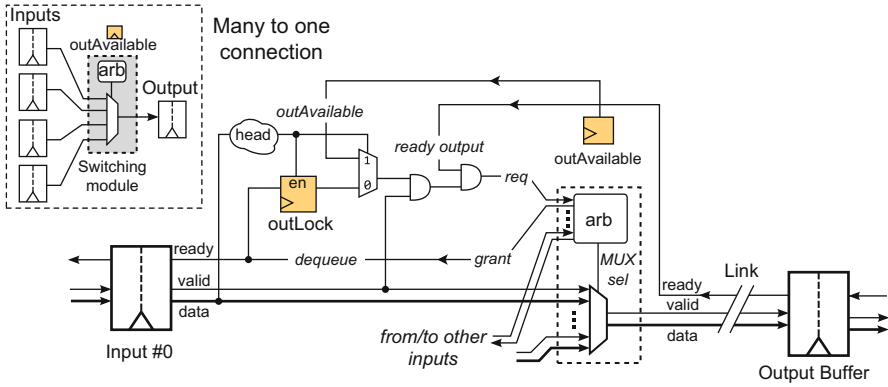 Inputs
outAvailable
arb
Output
Switching
module
Many to one
connection
outAvailable
head
1
0
ready output
outAvailable
en
outLock
req
arb
ready
dequeue
grant
MUX
sel
valid
data
Link
ready
valid
data
from/to other
inputs
Input #0
Output Buffer